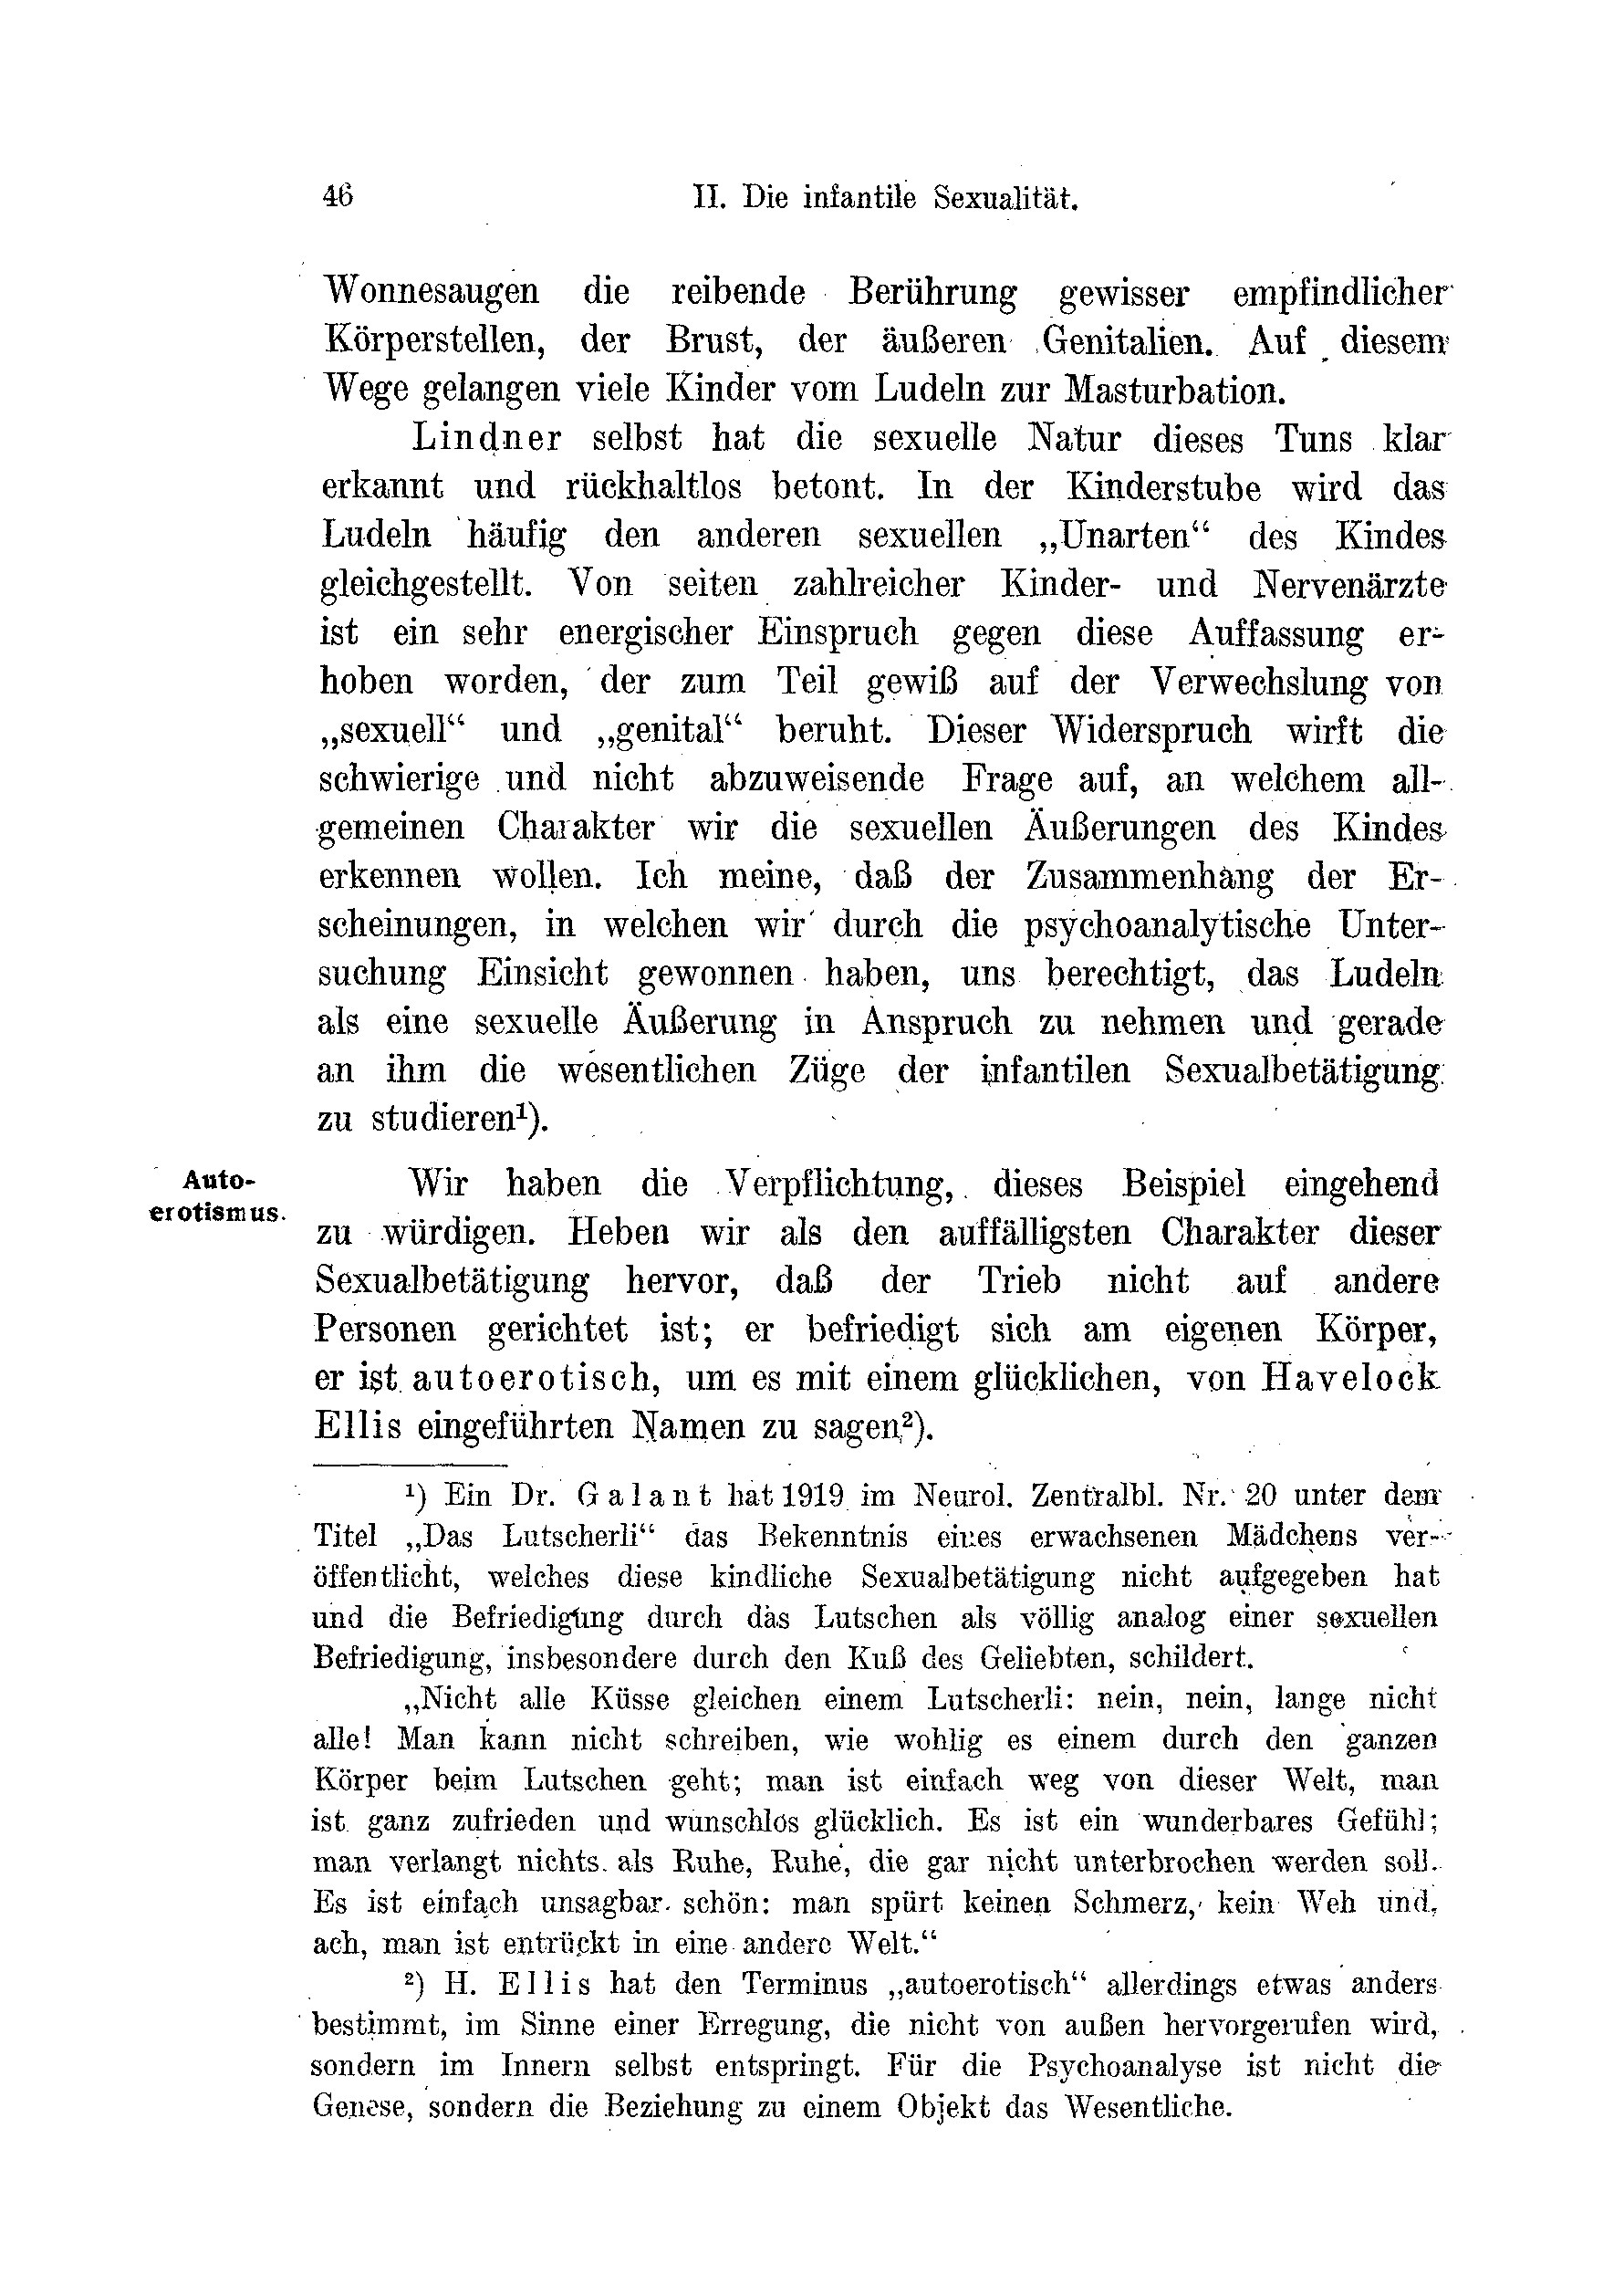 46
II. Die infantile Sexualität.
Wonnesaugen die reibende Berührung gewisser empfindlicher
Körperstellen, der Brust, der äußeren Genitalien. Auf diesem
Wege gelangen viele Kinder vom Ludeln zur Masturbation.
Lindner selbst hat die sexuelle Natur dieses Tuns klar
erkannt und rückhaltlos betont. In der Kinderstube wird das
Ludeln häufig den anderen sexuellen „Unarten“ des Kindes
gleichgestellt. Von seiten zahlreicher Kinder- und Nervenärzte
ist ein sehr energischer Einspruch gegen diese Auffassung er-
hoben worden, der zum Teil gewiß auf der Verwechslung von
„sexuell“ und „genital“ beruht. Dieser Widerspruch wirft die
schwierige und nicht abzuweisende Frage auf, an welchem all-
gemeinen Charakter wir die sexuellen Äußerungen des Kindes
erkennen wollen. Ich meine, daß der Zusammenhang der Er-
scheinungen, in welchen wir durch die psychoanalytische Unter-
suchung Einsicht gewonnen haben, uns berechtigt, das Ludeln
als eine sexuelle Äußerung in Anspruch zu nehmen und gerade
an ihm die wesentlichen Züge der infantilen Sexualbetätigung
zu studieren¹).
Auto-
erotismus.
Wir haben die Verpflichtung, dieses Beispiel eingehend
zu würdigen. Heben wir als den auffälligsten Charakter dieser
Sexualbetätigung hervor, daß der Trieb nicht auf andere
Personen gerichtet ist; er befriedigt sich am eigenen Körper,
er ist autoerotisch, um es mit einem glücklichen, von Havelock
Ellis eingeführten Namen zu sagen²).
¹) Ein Dr. Galant hat 1919 im Neurol. Zentralbl. Nr. 20 unter dem
Titel „Das Lutscherli“ das Bekenntnis eines erwachsenen Mädchens ver-
öffentlicht, welches diese kindliche Sexualbetätigung nicht aufgegeben hat
und die Befriedigung durch das Lutschen als völlig analog einer sexuellen
Befriedigung, insbesondere durch den Kuß des Geliebten, schildert.
„Nicht alle Küsse gleichen einem Lutscherli: nein, nein, lange nicht
alle! Man kann nicht schreiben, wie wohlig es einem durch den ganzen
Körper beim Lutschen geht; man ist einfach weg von dieser Welt, man
ist ganz zufrieden und wunschlos glücklich. Es ist ein wunderbares Gefühl;
man verlangt nichts als Ruhe, Ruhe, die gar nicht unterbrochen werden soll.
Es ist einfach unsagbar schön: man spürt keinen Schmerz, kein Weh und,
ach, man ist entrückt in eine andere Welt.“
²) H. Ellis hat den Terminus „autoerotisch“ allerdings etwas anders
bestimmt, im Sinne einer Erregung, die nicht von außen hervorgerufen wird,
sondern im Innern selbst entspringt. Für die Psychoanalyse ist nicht die
Genese, sondern die Beziehung zu einem Objekt das Wesentliche.